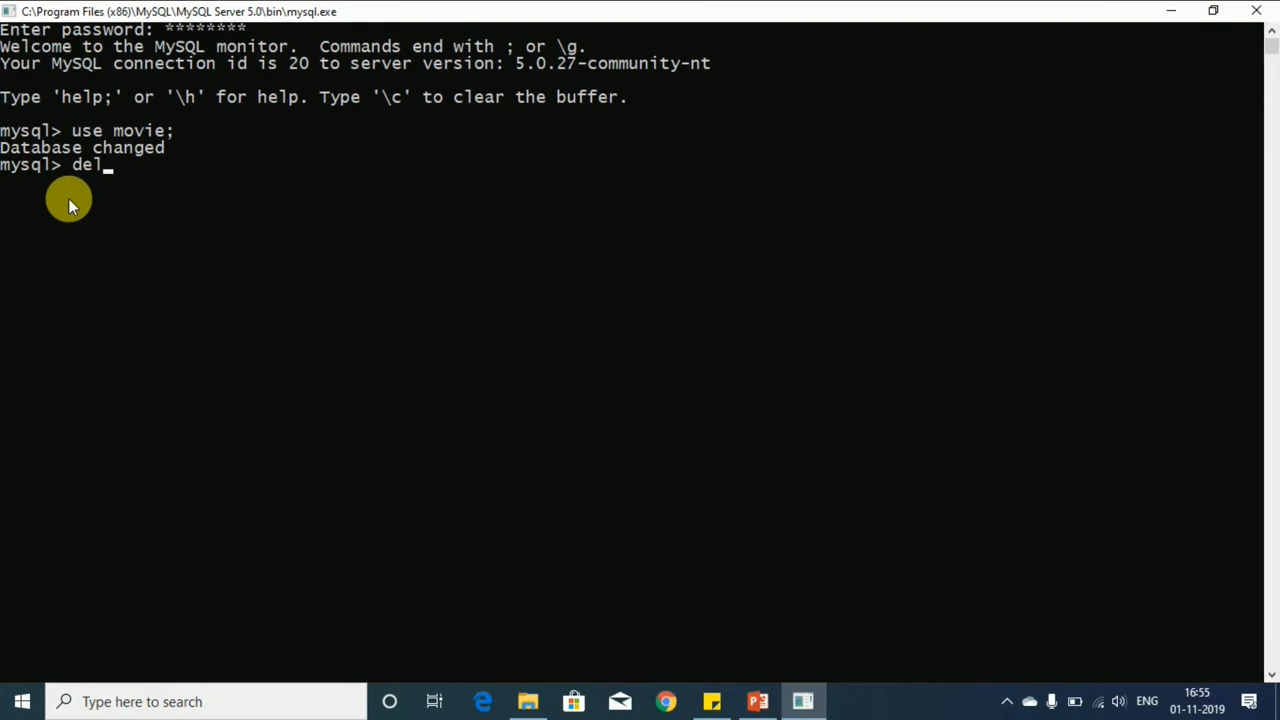 C:\Program Files (x86)\MySQL\MySQL Server 5.0\bin\mysql.exe
Enter password: ********
Welcome to the MySQL monitor.  Commands end with ; or \g.
Your MySQL connection id is 20 to server version: 5.0.27-community-nt
Type 'help;' or '\h' for help. Type '\c' to clear the buffer.
mysql> use movie;
Database changed
mysql> del_
Type here to search
ENG
16:55
01-11-2019